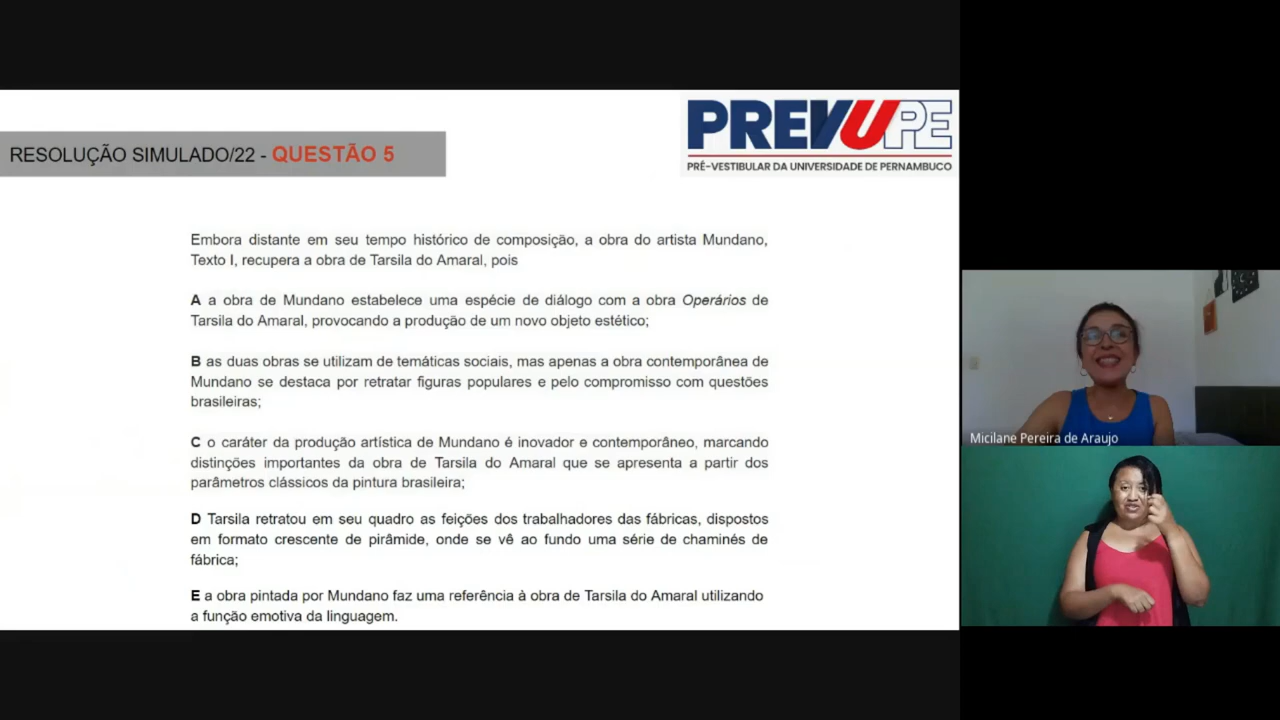 PREVUPE
PRÉ-VESTIBULAR DA UNIVERSIDADE DE PERNAMBUCO
RESOLUÇÃO SIMULADO/22 - QUESTÃO 5
Embora distante em seu tempo histórico de composição, a obra do artista Mundano,
Texto I, recupera a obra de Tarsila do Amaral, pois
A a obra de Mundano estabelece uma espécie de diálogo com a obra Operários de
Tarsila do Amaral, provocando a produção de um novo objeto estético;
B as duas obras se utilizam de temáticas sociais, mas apenas a obra contemporânea de
Mundano se destaca por retratar figuras populares e pelo compromisso com questões
brasileiras;
C o caráter da produção artística de Mundano é inovador e contemporâneo, marcando
distinções importantes da obra de Tarsila do Amaral que se apresenta a partir dos
parâmetros clássicos da pintura brasileira;
D Tarsila retratou em seu quadro as feições dos trabalhadores das fábricas, dispostos
em formato crescente de pirâmide, onde se vê ao fundo uma série de chaminés de
fábrica;
E a obra pintada por Mundano faz uma referência à obra de Tarsila do Amaral utilizando
a função emotiva da linguagem.
Micilane Pereira de Araujo